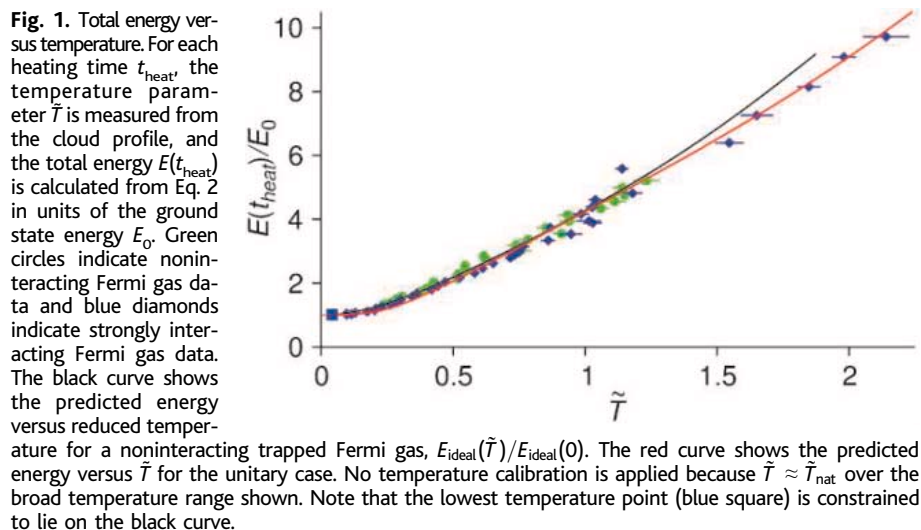 Fig. 1. Total energy ver-
sus temperature. For each
heating time t_heat, the
temperature param-
eter T̃ is measured from
the cloud profile, and
the total energy E(t_heat)
is calculated from Eq. 2
in units of the ground
state energy E₀. Green
circles indicate nonin-
teracting Fermi gas da-
ta and blue diamonds
indicate strongly inter-
acting Fermi gas data.
The black curve shows
the predicted energy
versus reduced temper-
ature for a noninteracting trapped Fermi gas, E_ideal(T̃)/E_ideal(0). The red curve shows the predicted
energy versus T̃ for the unitary case. No temperature calibration is applied because T̃ ≈ T̃_nat over the
broad temperature range shown. Note that the lowest temperature point (blue square) is constrained
to lie on the black curve.
E(t_heat)/E₀
10
8
6
4
2
0
0 0.5 1 1.5 2
T̃